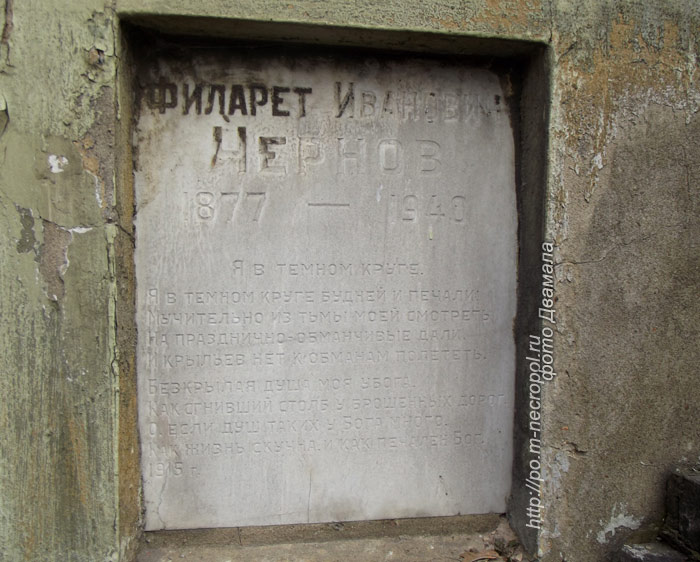 Филарет Иванович
Чернов
1877 — 1940
Я в темном круге.
Я в темном круге будней и печали
Мучительно из тьмы моей смотреть
На празднично-обманчивые дали
И крыльев нет к обманам полететь.
Безкрылая душа моя убога,
Как сгнивший столб у брошенных дорог
О, если душ таких у Бога много,
Как жизнь скучна, и как печален Бог.
1915 г.
http://po.m-necropol.ru
фото Двамала